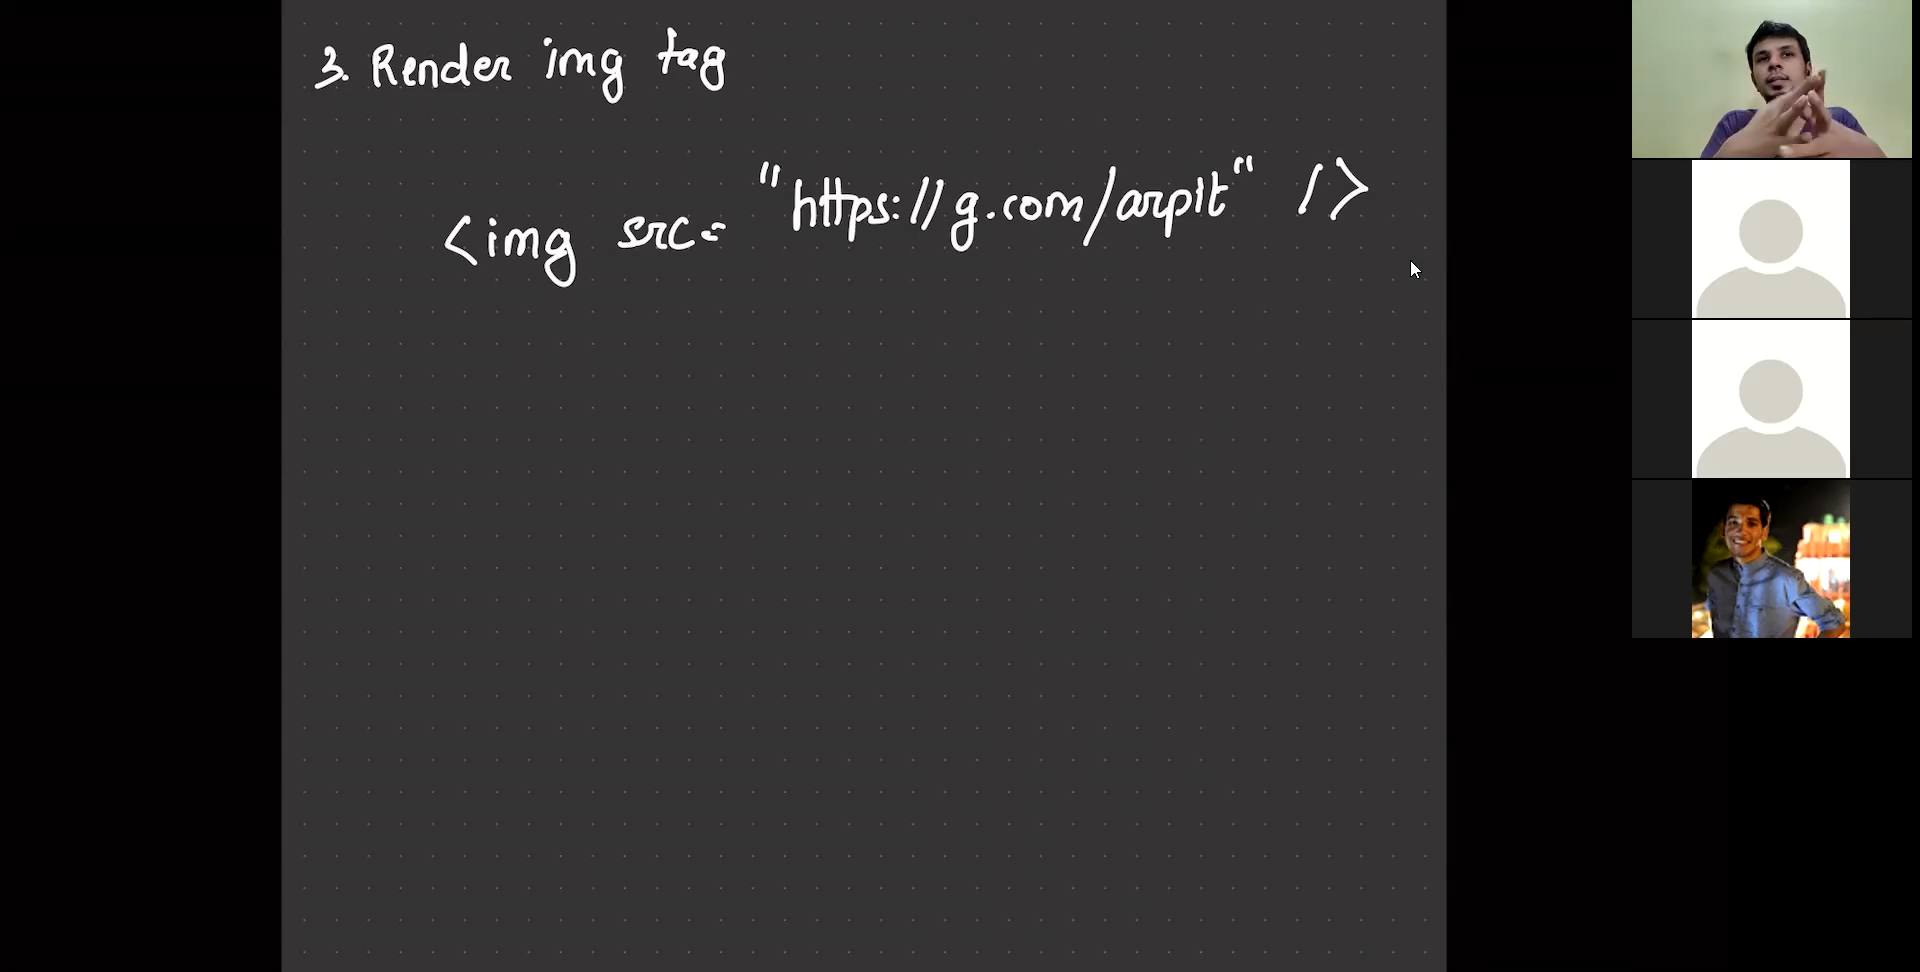 3. Render img tag
<img src= "https://g.com/arpit" />